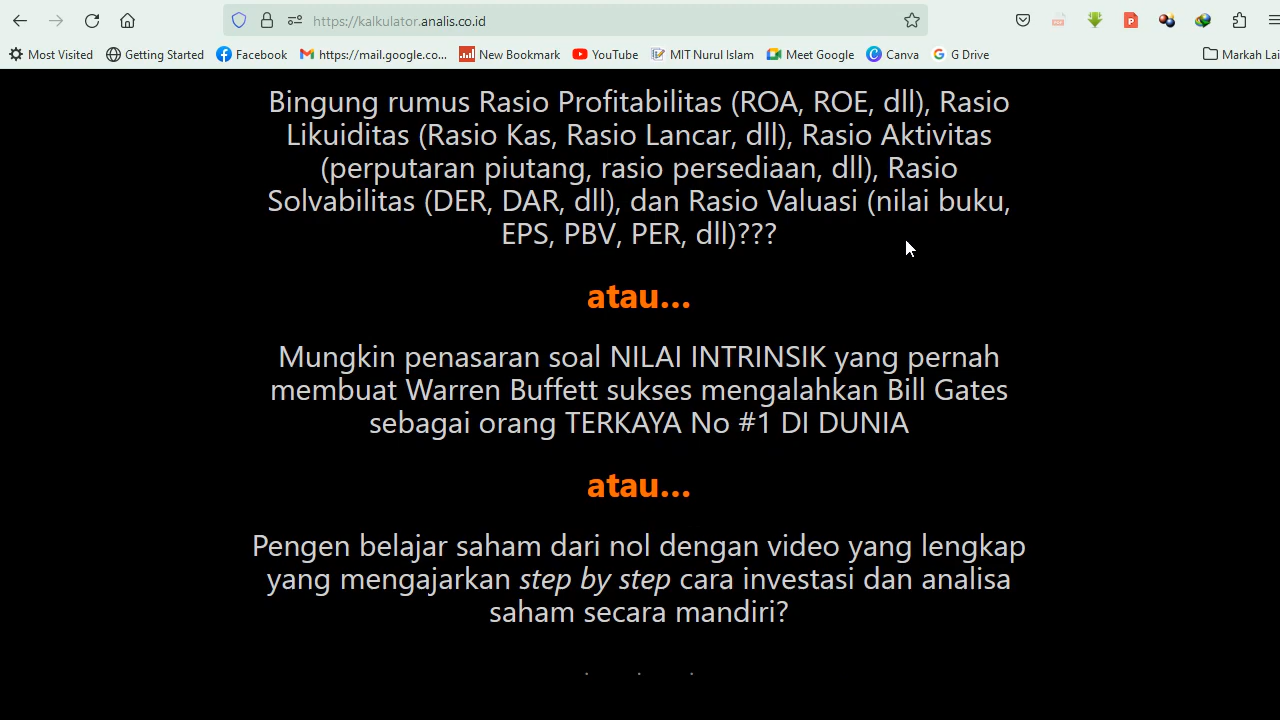 https://kalkulator.analis.co.id
Most Visited
Getting Started
Facebook
https://mail.google.co...
New Bookmark
YouTube
MIT Nurul Islam
Meet Google
Canva
G Drive
Markah Lai
Bingung rumus Rasio Profitabilitas (ROA, ROE, dll), Rasio
Likuiditas (Rasio Kas, Rasio Lancar, dll), Rasio Aktivitas
(perputaran piutang, rasio persediaan, dll), Rasio
Solvabilitas (DER, DAR, dll), dan Rasio Valuasi (nilai buku,
EPS, PBV, PER, dll)???
atau...
Mungkin penasaran soal NILAI INTRINSIK yang pernah
membuat Warren Buffett sukses mengalahkan Bill Gates
sebagai orang TERKAYA No #1 DI DUNIA
atau...
Pengen belajar saham dari nol dengan video yang lengkap
yang mengajarkan step by step cara investasi dan analisa
saham secara mandiri?
. . .